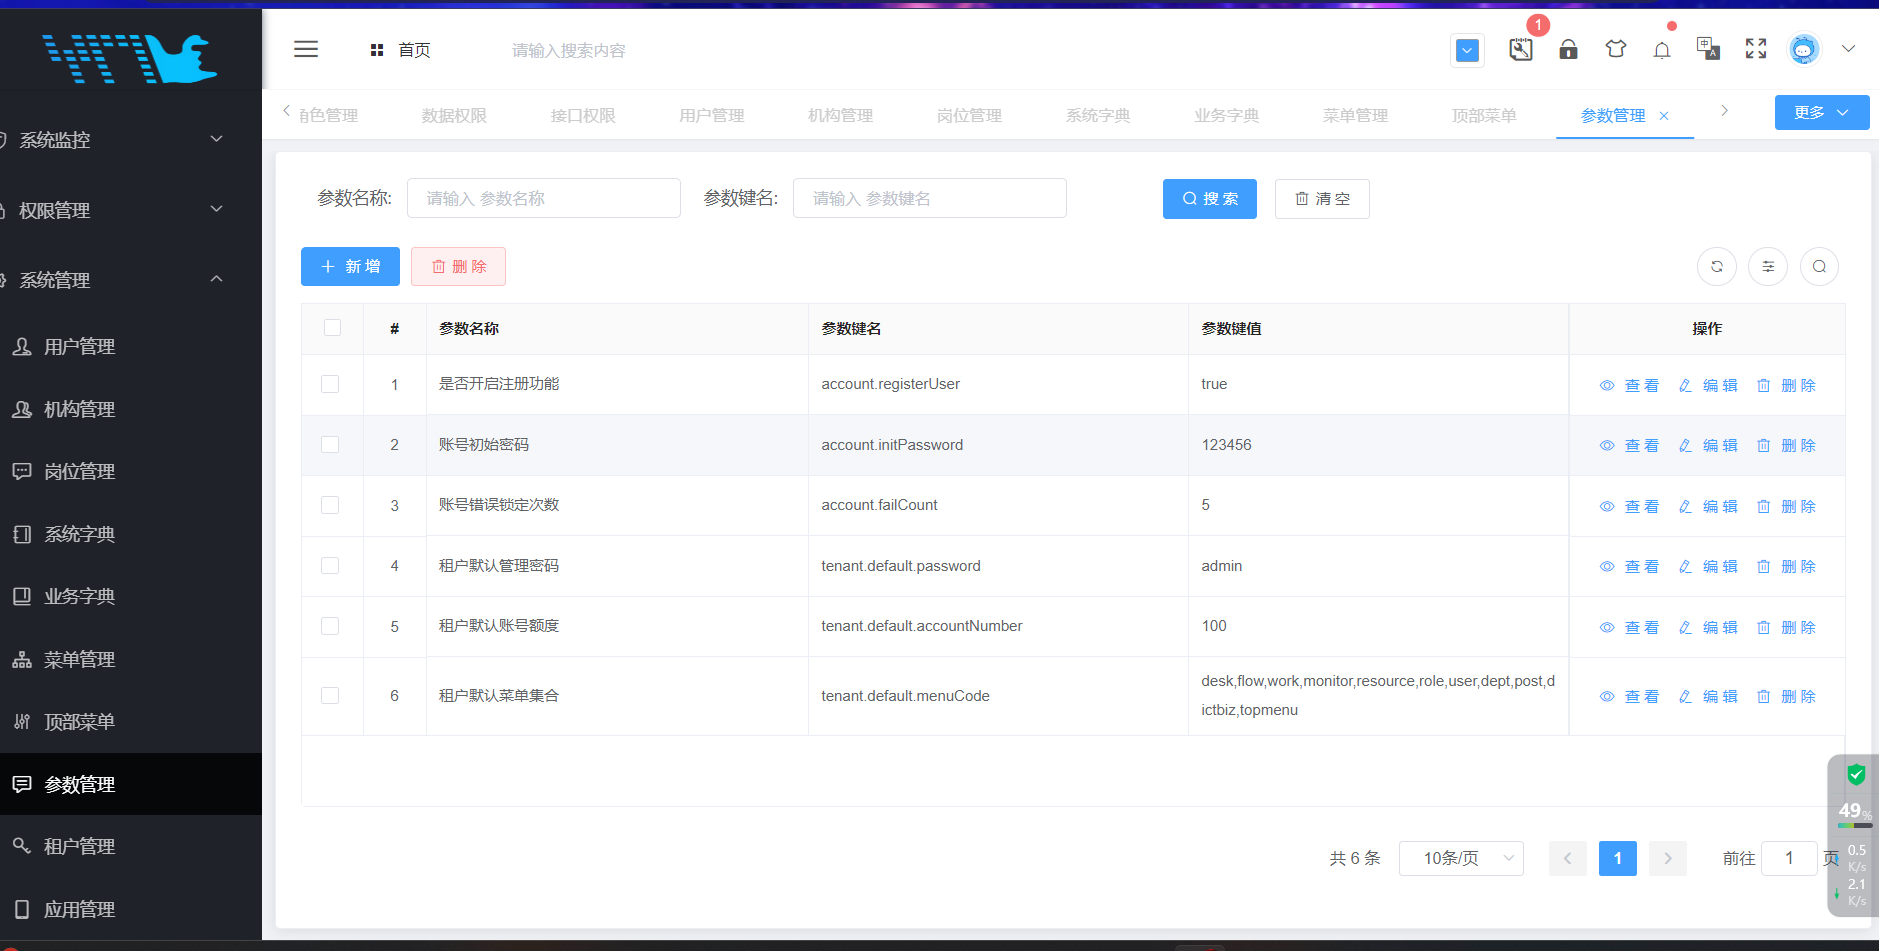 首页
请输入搜索内容
1
中
A
角色管理
数据权限
接口权限
用户管理
机构管理
岗位管理
系统字典
业务字典
菜单管理
顶部菜单
参数管理
更多
系统监控
权限管理
系统管理
用户管理
机构管理
岗位管理
系统字典
业务字典
菜单管理
顶部菜单
参数管理
租户管理
应用管理
参数名称: 请输入 参数名称 参数键名: 请输入 参数键名 搜 索 清 空
新 增 删 除
# 参数名称 参数键名 参数键值 操作
1 是否开启注册功能 account.registerUser true 查 看 编 辑 删 除
2 账号初始密码 account.initPassword 123456 查 看 编 辑 删 除
3 账号错误锁定次数 account.failCount 5 查 看 编 辑 删 除
4 租户默认管理密码 tenant.default.password admin 查 看 编 辑 删 除
5 租户默认账号额度 tenant.default.accountNumber 100 查 看 编 辑 删 除
6 租户默认菜单集合 tenant.default.menuCode desk,flow,work,monitor,resource,role,user,dept,post,d
ictbiz,topmenu 查 看 编 辑 删 除
共 6 条 10条/页 1 前往 1 页
49%
0.5
K/s
2.1
K/s